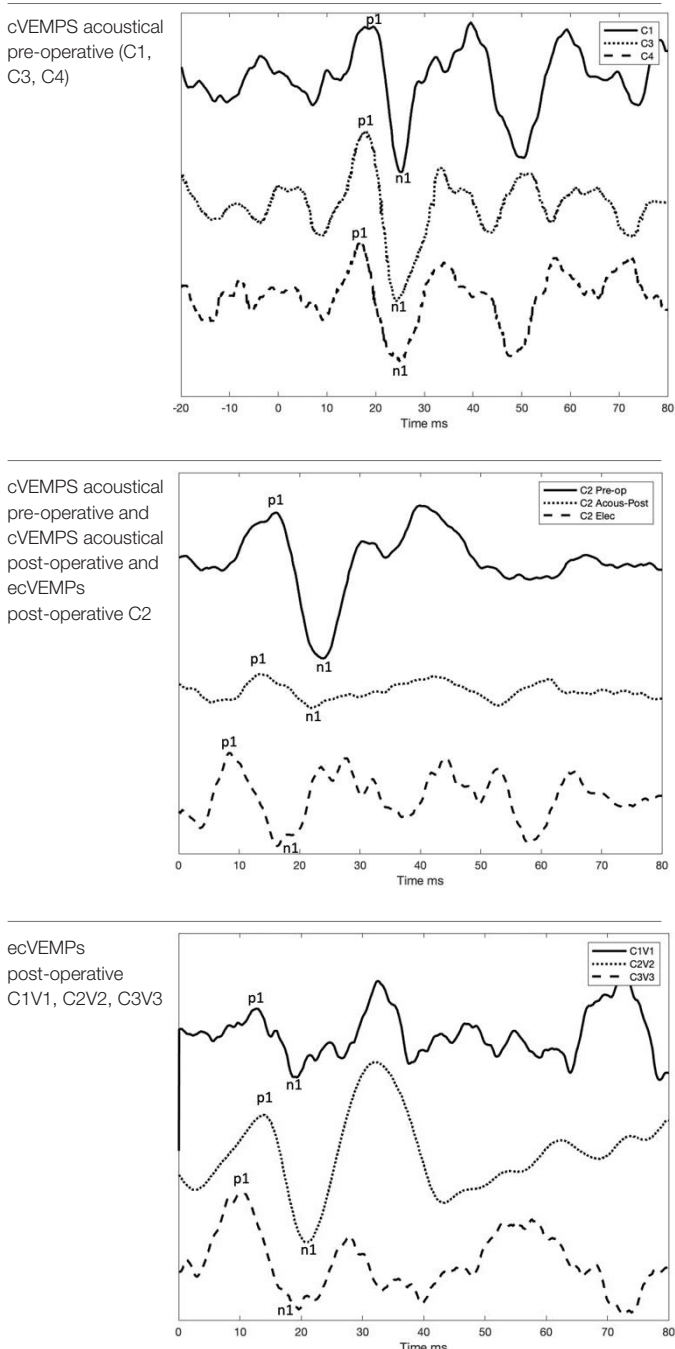 cVEMPS acoustical
pre-operative (C1,
C3, C4)
p1
C1
C3
C4
p1
n1
p1
n1
n1
-20 -10 0 10 20 30 40 50 60 70 80
Time ms
cVEMPS acoustical
pre-operative and
cVEMPS acoustical
post-operative and
ecVEMPs
post-operative C2
p1
C2 Pre-op
C2 Acous-Post
C2 Elec
n1
p1
n1
p1
n1
0 10 20 30 40 50 60 70 80
Time ms
ecVEMPs
post-operative
C1V1, C2V2, C3V3
C1V1
C2V2
C3V3
p1
n1
p1
n1
p1
n1
0 10 20 30 40 50 60 70 80
Time ms